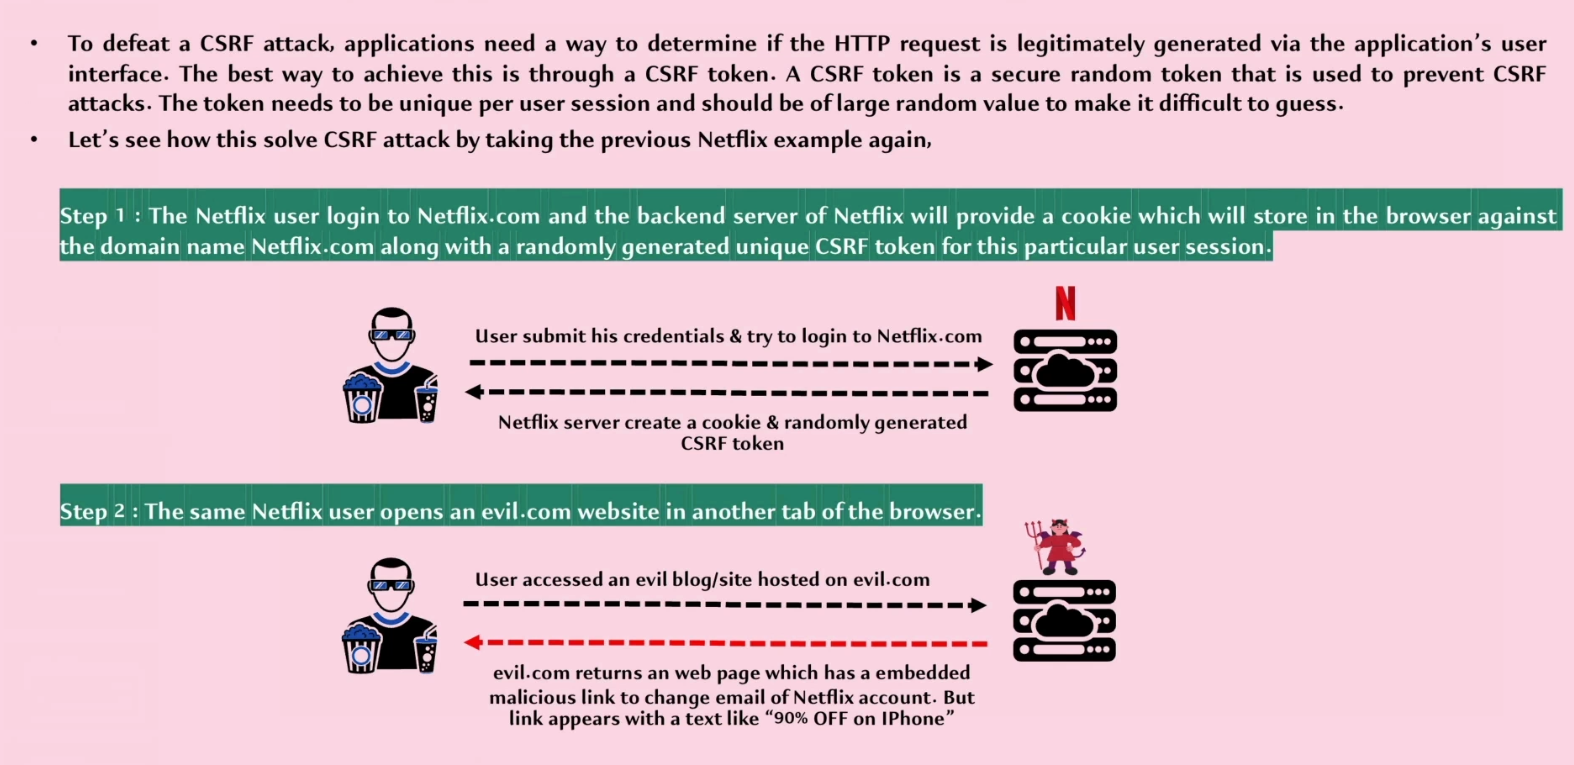 • To defeat a CSRF attack, applications need a way to determine if the HTTP request is legitimately generated via the application's user
interface. The best way to achieve this is through a CSRF token. A CSRF token is a secure random token that is used to prevent CSRF
attacks. The token needs to be unique per user session and should be of large random value to make it difficult to guess.
• Let's see how this solve CSRF attack by taking the previous Netflix example again,
Step 1 : The Netflix user login to Netflix.com and the backend server of Netflix will provide a cookie which will store in the browser against
the domain name Netflix.com along with a randomly generated unique CSRF token for this particular user session.
N
User submit his credentials & try to login to Netflix.com
Netflix server create a cookie & randomly generated
CSRF token
Step 2 : The same Netflix user opens an evil.com website in another tab of the browser.
User accessed an evil blog/site hosted on evil.com
evil.com returns an web page which has a embedded
malicious link to change email of Netflix account. But
link appears with a text like “90% OFF on IPhone”